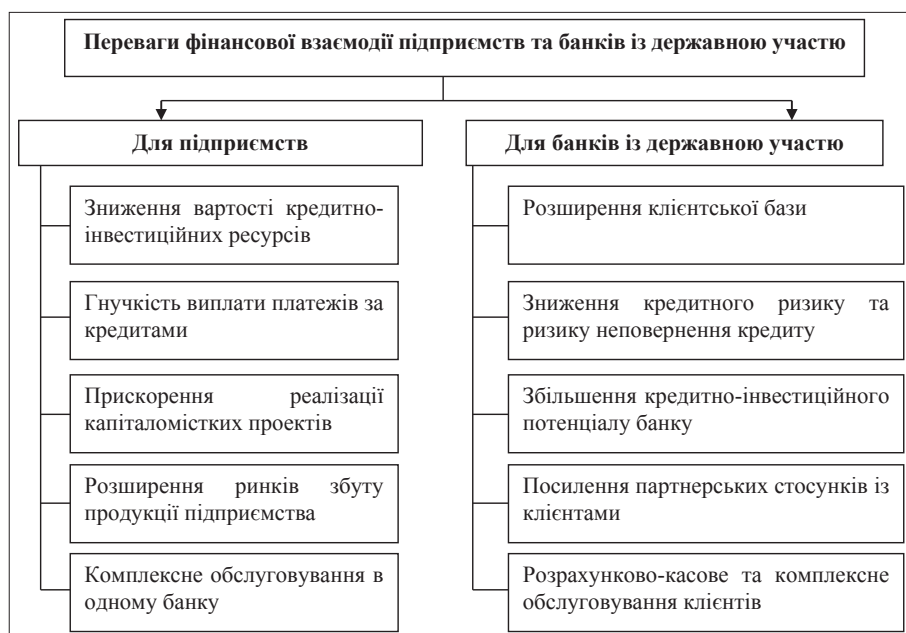 Переваги фінансової взаємодії підприємств та банків із державною участю
Для підприємств
Зниження вартості кредитно-
інвестиційних ресурсів
Гнучкість виплати платежів за
кредитами
Прискорення реалізації
капіталомістких проектів
Розширення ринків збуту
продукції підприємства
Комплексне обслуговування в
одному банку
Для банків із державною участю
Розширення клієнтської бази
Зниження кредитного ризику та
ризику неповернення кредиту
Збільшення кредитно-інвестиційного
потенціалу банку
Посилення партнерських стосунків із
клієнтами
Розрахунково-касове та комплексне
обслуговування клієнтів